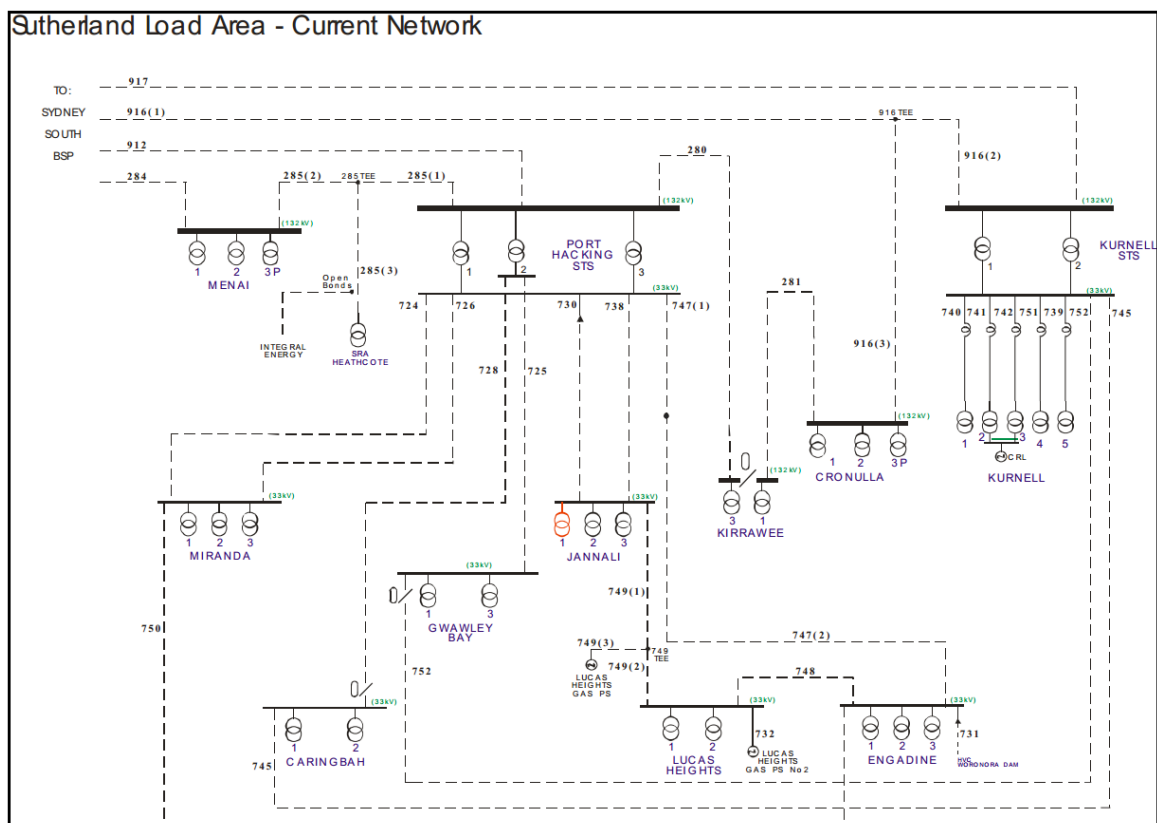 Sutherland Load Area - Current Network
TO:
SYDNEY
SOUTH
BSP
917
916(1)
912
284
285(2)
285 TEE
285(1)
280
916 TEE
916(2)
(132kV)
(132kV)
(132kV)
1
2
3P
MENAI
Open
Bonds
285(3)
INTEGRAL
ENERGY
SRA
HEATHCOTE
1
2
3
PORT
HACKING
STS
(33kV)
724
726
730
738
747(1)
728
725
281
916(3)
1
2
KURNELL
STS
(33kV)
740
741
742
751
739
752
745
1
2
3
4
5
CRL
KURNELL
(132kV)
1
2
3P
CRONULLA
0
(132kV)
3
1
KIRRAWEE
(33kV)
1
2
3
MIRANDA
(33kV)
1
2
3
JANNALI
(33kV)
0
1
3
GWAWLEY
BAY
750
752
749(1)
749(3)
749
TEE
749(2)
LUCAS
HEIGHTS
GAS PS
747(2)
748
0
(33kV)
1
2
CARINGBAH
745
(33kV)
1
2
LUCAS
HEIGHTS
732
LUCAS
HEIGHTS
GAS PS No2
(33kV)
1
2
3
ENGADINE
731
HVC
WORONORA DAM